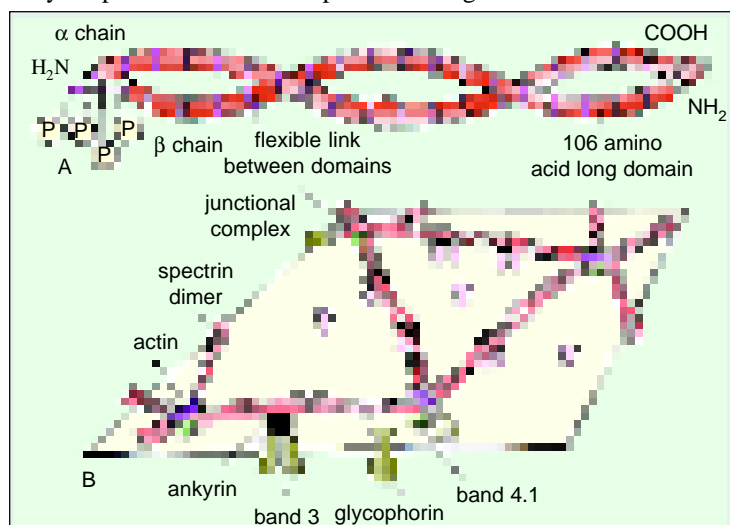 α chain
COOH
H₂N
NH₂
P P P
P
A
β chain
flexible link
between domains
106 amino
acid long domain
junctional
complex
spectrin
dimer
actin
B
ankyrin
band 3
glycophorin
band 4.1